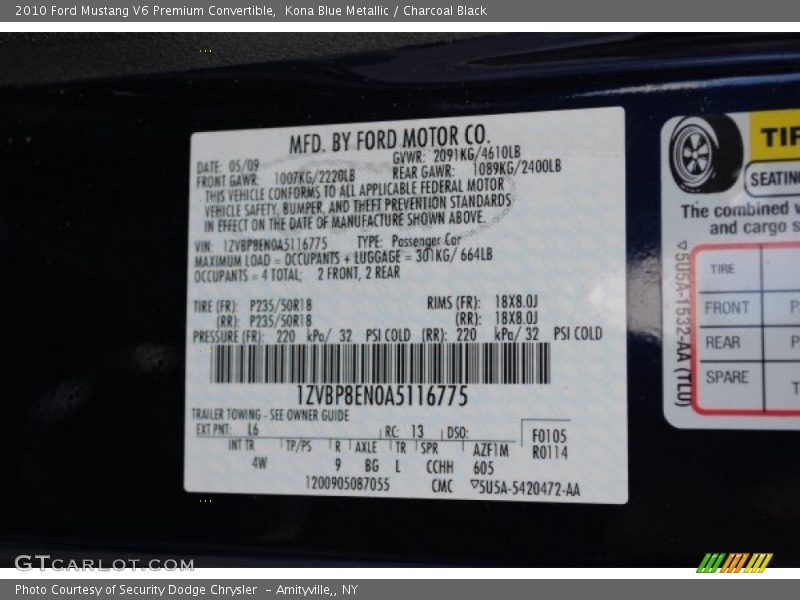 2010 Ford Mustang V6 Premium Convertible,  Kona Blue Metallic / Charcoal Black
MFD. BY FORD MOTOR CO.
DATE: 05/09
GVWR: 2091KG/4610LB
FRONT GAWR: 1007KG/2220LB
REAR GAWR: 1089KG/2400LB
THIS VEHICLE CONFORMS TO ALL APPLICABLE FEDERAL MOTOR
VEHICLE SAFETY, BUMPER, AND THEFT PREVENTION STANDARDS
IN EFFECT ON THE DATE OF MANUFACTURE SHOWN ABOVE.
VIN: 1ZVBP8EN0A5116775 TYPE: Passenger Car
MAXIMUM LOAD = OCCUPANTS + LUGGAGE = 301KG/ 664LB
OCCUPANTS = 4 TOTAL; 2 FRONT, 2 REAR
TIRE (FR): P235/50R18 RIMS (FR): 18X8.0J
(RR): P235/50R18 (RR): 18X8.0J
PRESSURE (FR): 220 kPa/ 32 PSI COLD (RR): 220 kPa/ 32 PSI COLD
1ZVBP8EN0A5116775
TRAILER TOWING - SEE OWNER GUIDE
EXT PNT: L6 RC: 13 DSO: F0105
INT TR TP/PS R AXLE TR SPR AZF1M R0114
4W 9 BG L CCHH 605
1200905087055 CMC ▽5U5A-5420472-AA
TIR
SEATING
The combined
and cargo s
▽5U5A-1532-AA (TL0)
TIRE
FRONT P
REAR P
SPARE T
GTCARLOT.COM
Photo Courtesy of Security Dodge Chrysler  - Amityville,, NY